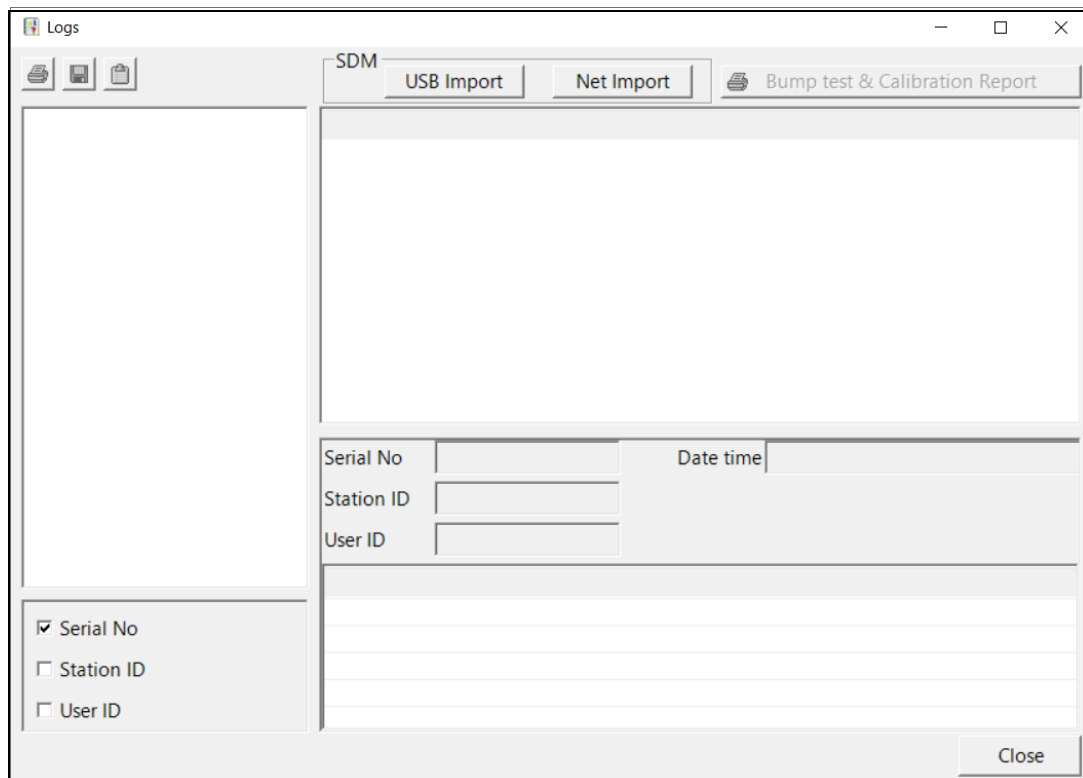 Logs
SDM
USB Import
Net Import
Bump test & Calibration Report
Serial No
Date time
Station ID
User ID
Serial No
Station ID
User ID
Close